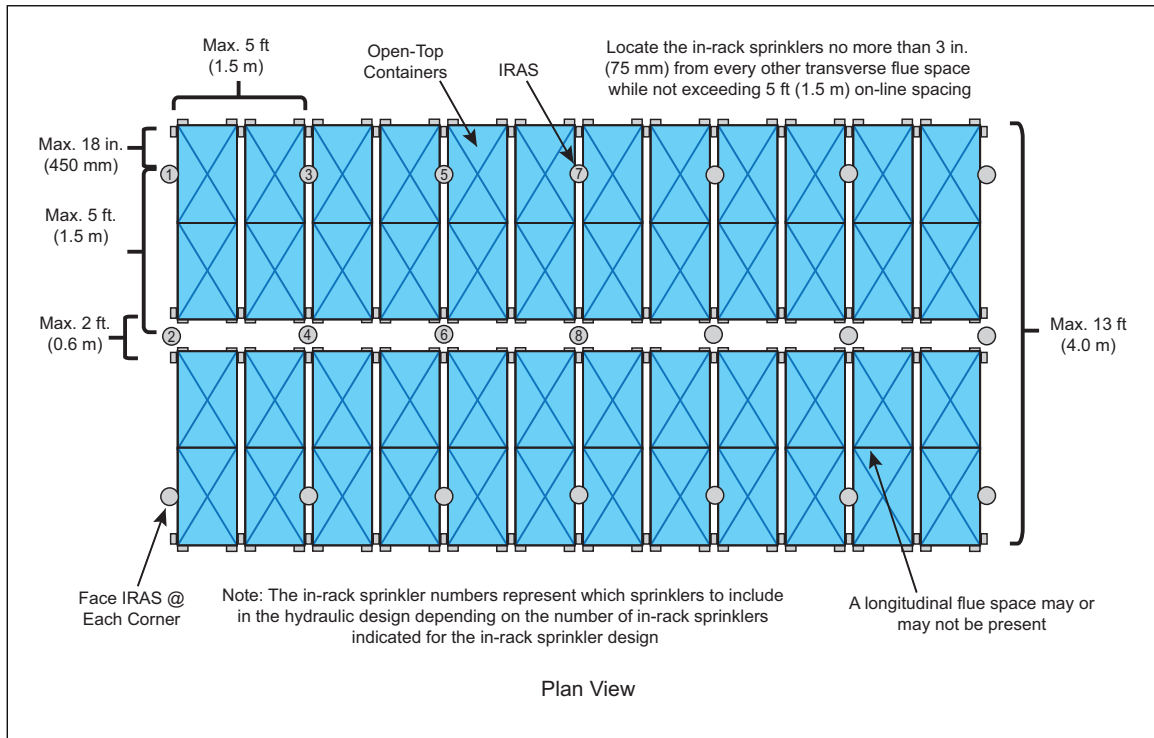 Max. 5 ft
(1.5 m)
Open-Top
Containers
IRAS
Locate the in-rack sprinklers no more than 3 in.
(75 mm) from every other transverse flue space
while not exceeding 5 ft (1.5 m) on-line spacing
Max. 18 in.
(450 mm)
1
3
5
7
Max. 5 ft.
(1.5 m)
Max. 2 ft.
(0.6 m)
2
4
6
8
Max. 13 ft
(4.0 m)
Face IRAS @
Each Corner
Note: The in-rack sprinkler numbers represent which sprinklers to include
in the hydraulic design depending on the number of in-rack sprinklers
indicated for the in-rack sprinkler design
A longitudinal flue space may or
may not be present
Plan View